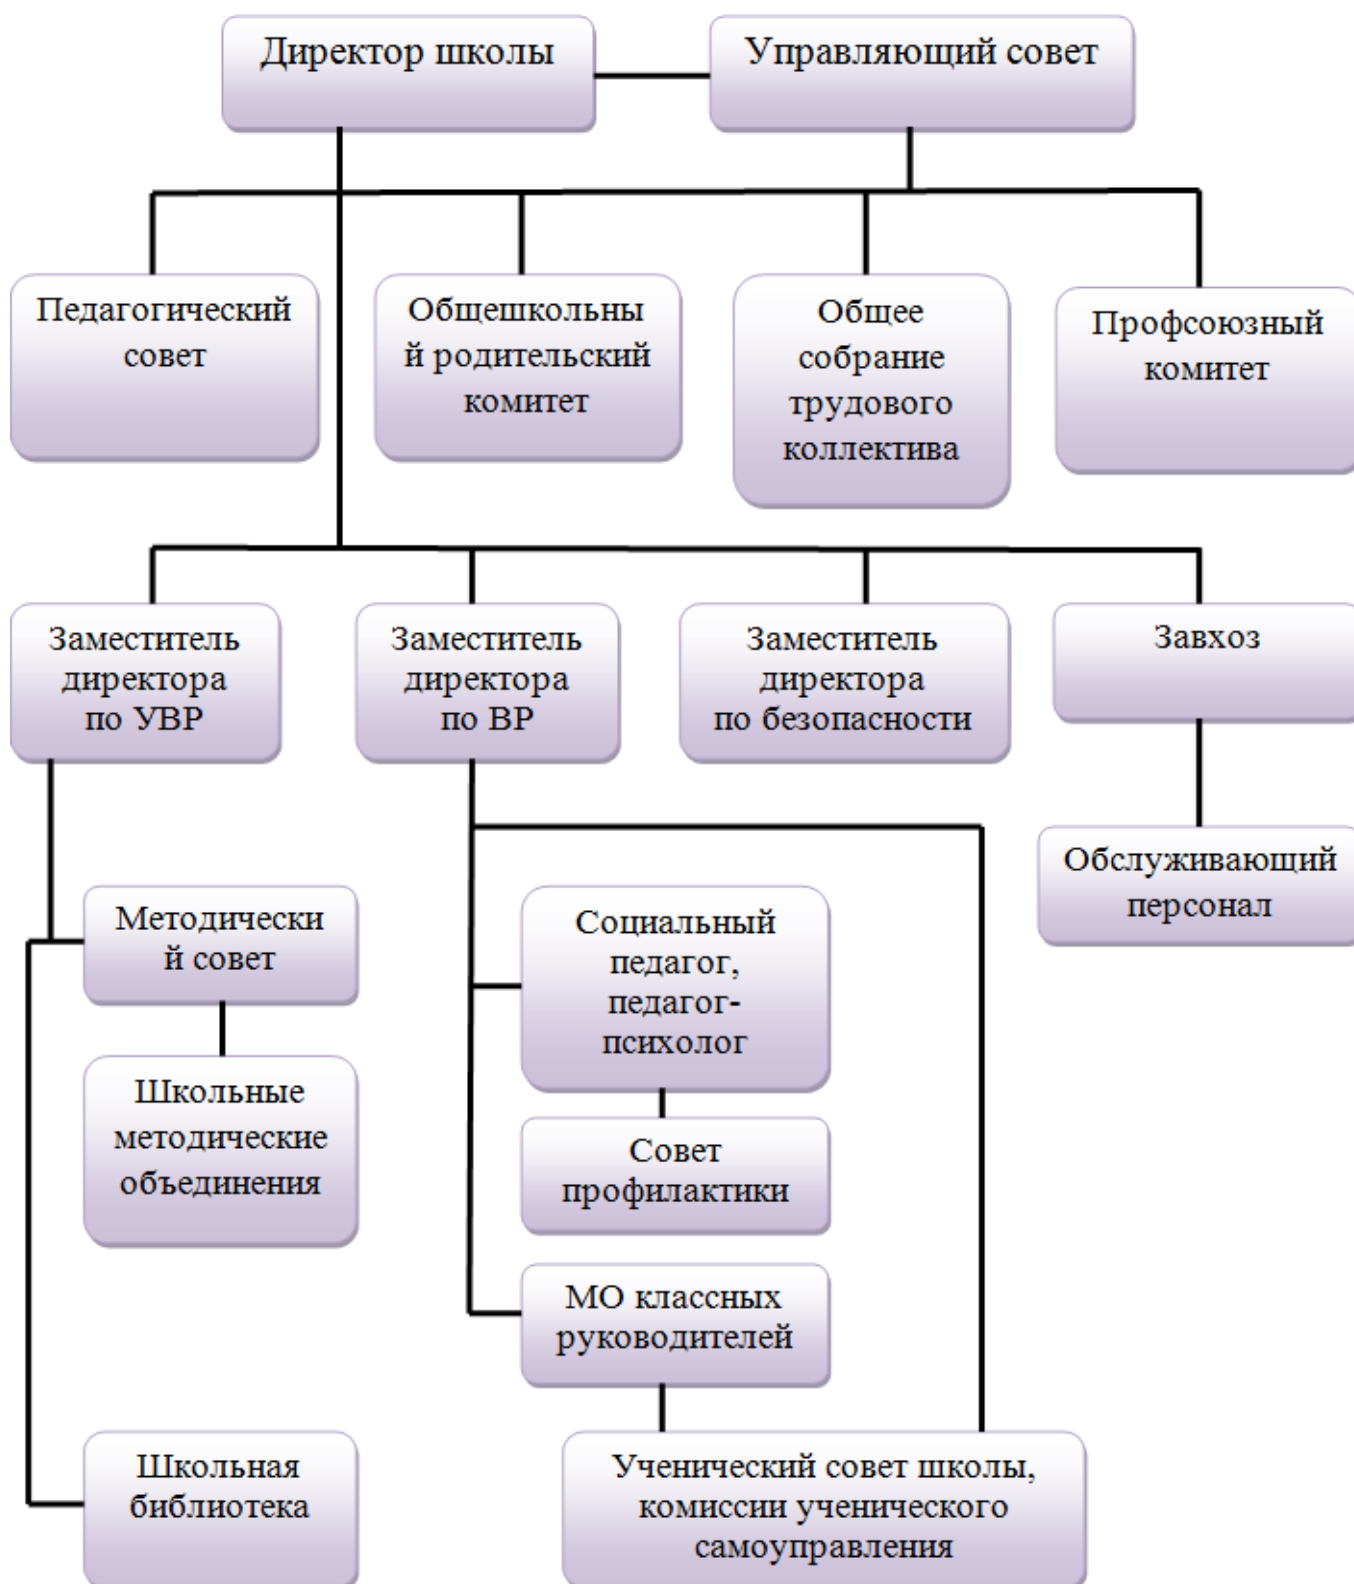 Директор школы
Управляющий совет
Педагогический
совет
Общешкольны
й родительский
комитет
Общее
собрание
трудового
коллектива
Профсоюзный
комитет
Заместитель
директора
по УВР
Заместитель
директора
по ВР
Заместитель
директора
по безопасности
Завхоз
Обслуживающий
персонал
Методически
й совет
Социальный
педагог,
педагог-
психолог
Школьные
методические
объединения
Совет
профилактики
МО классных
руководителей
Школьная
библиотека
Ученический совет школы,
комиссии ученического
самоуправления